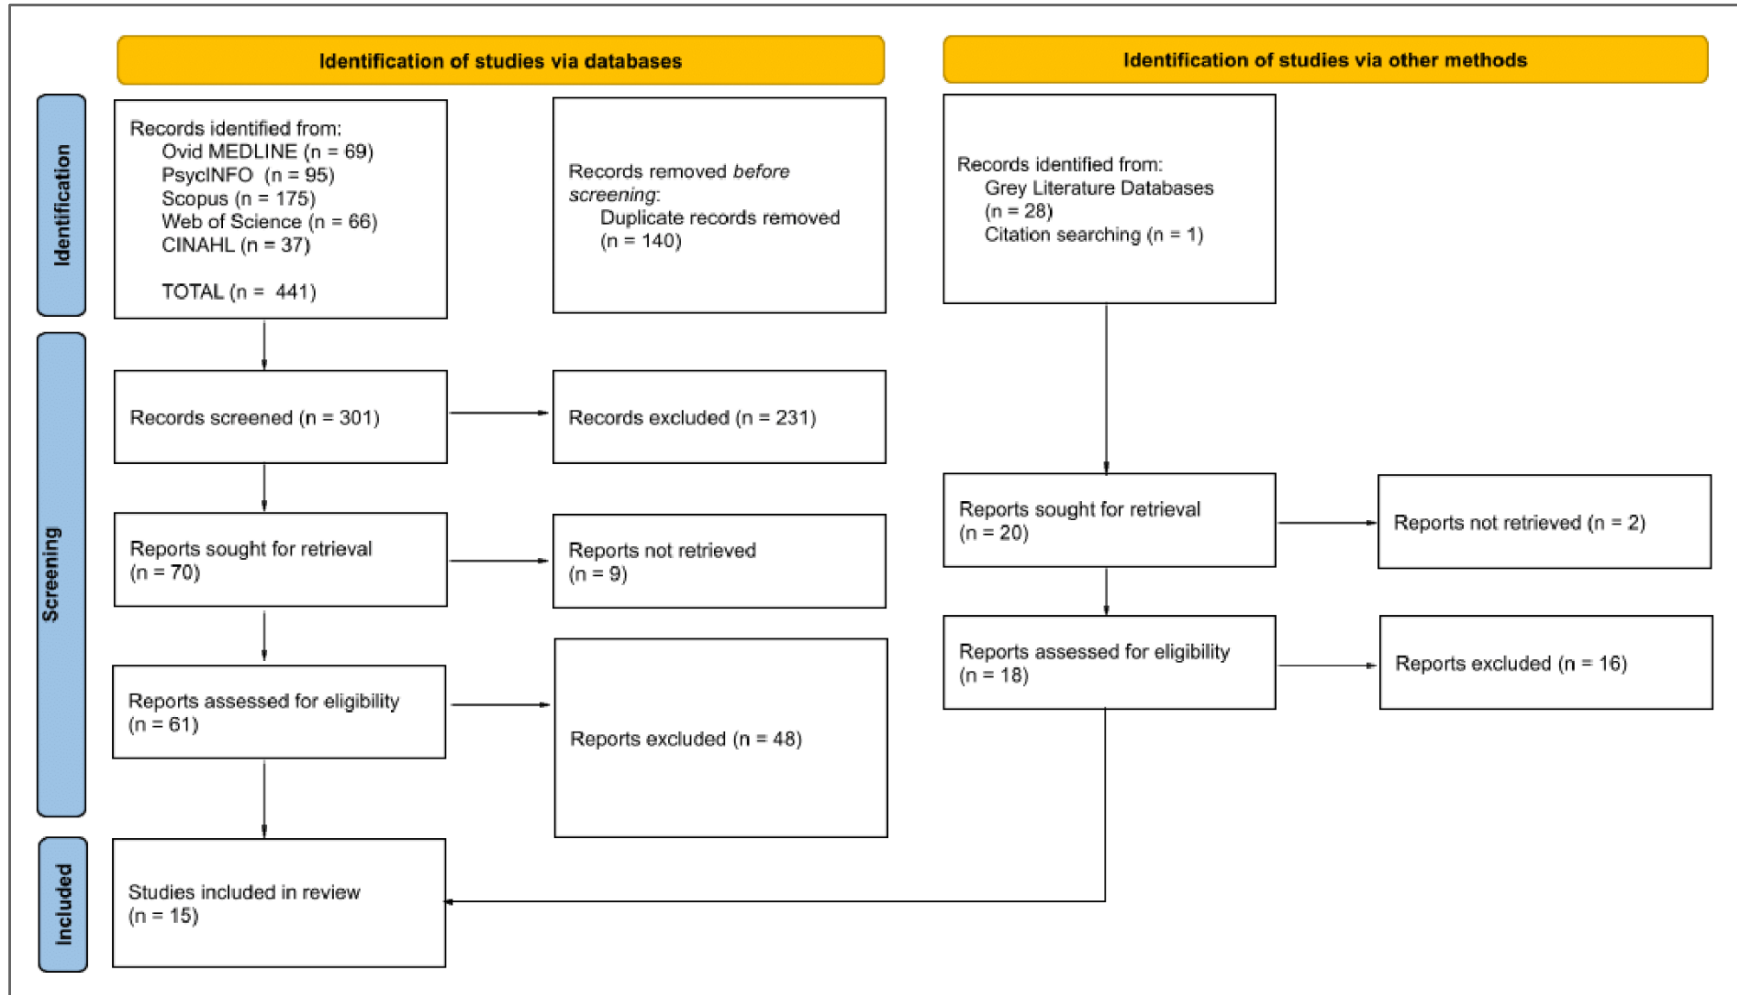 Identification of studies via databases
Identification of studies via other methods
Identification
Records identified from:
Ovid MEDLINE (n = 69)
PsycINFO (n = 95)
Scopus (n = 175)
Web of Science (n = 66)
CINAHL (n = 37)
TOTAL (n = 441)
Records removed before
screening:
Duplicate records removed
(n = 140)
Records identified from:
Grey Literature Databases
(n = 28)
Citation searching (n = 1)
Screening
Records screened (n = 301)
Records excluded (n = 231)
Reports sought for retrieval
(n = 70)
Reports not retrieved
(n = 9)
Reports sought for retrieval
(n = 20)
Reports not retrieved (n = 2)
Reports assessed for eligibility
(n = 61)
Reports excluded (n = 48)
Reports assessed for eligibility
(n = 18)
Reports excluded (n = 16)
Included
Studies included in review
(n = 15)